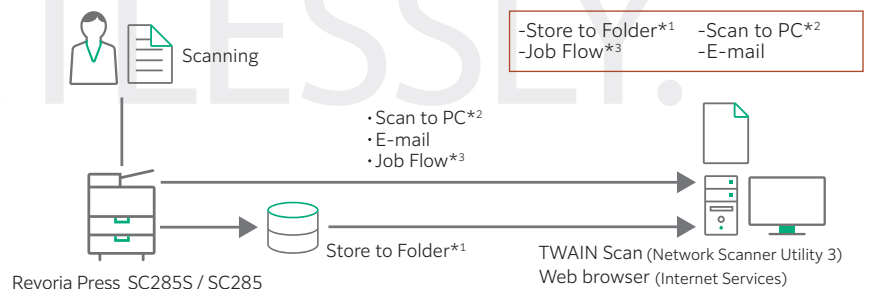 TLESSLY.
-Store to Folder*1 -Scan to PC*2
-Job Flow*3 -E-mail
Scanning
・Scan to PC*2
・E-mail
・Job Flow*3
Store to Folder*1
TWAIN Scan (Network Scanner Utility 3)
Web browser (Internet Services)
Revoria Press SC285S / SC285